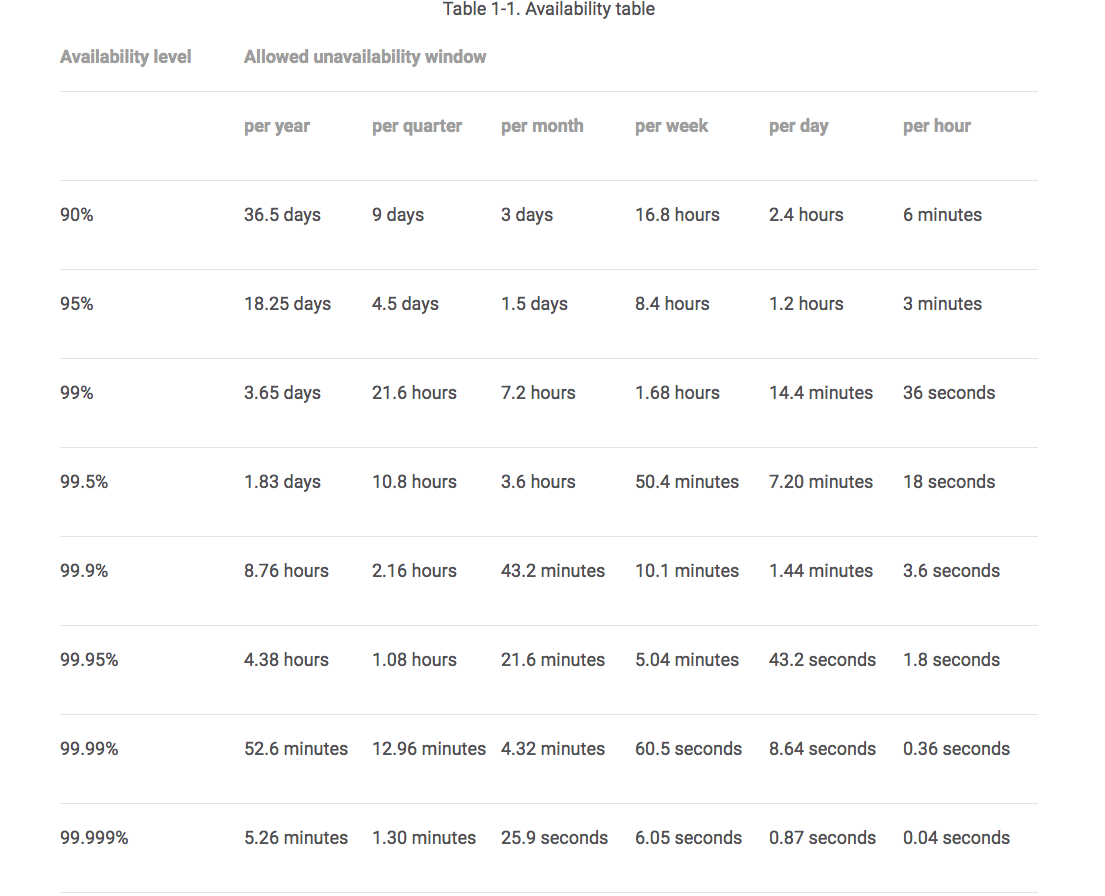 Table 1-1. Availability table
Availability level Allowed unavailability window
per year per quarter per month per week per day per hour
90% 36.5 days 9 days 3 days 16.8 hours 2.4 hours 6 minutes
95% 18.25 days 4.5 days 1.5 days 8.4 hours 1.2 hours 3 minutes
99% 3.65 days 21.6 hours 7.2 hours 1.68 hours 14.4 minutes 36 seconds
99.5% 1.83 days 10.8 hours 3.6 hours 50.4 minutes 7.20 minutes 18 seconds
99.9% 8.76 hours 2.16 hours 43.2 minutes 10.1 minutes 1.44 minutes 3.6 seconds
99.95% 4.38 hours 1.08 hours 21.6 minutes 5.04 minutes 43.2 seconds 1.8 seconds
99.99% 52.6 minutes 12.96 minutes 4.32 minutes 60.5 seconds 8.64 seconds 0.36 seconds
99.999% 5.26 minutes 1.30 minutes 25.9 seconds 6.05 seconds 0.87 seconds 0.04 seconds